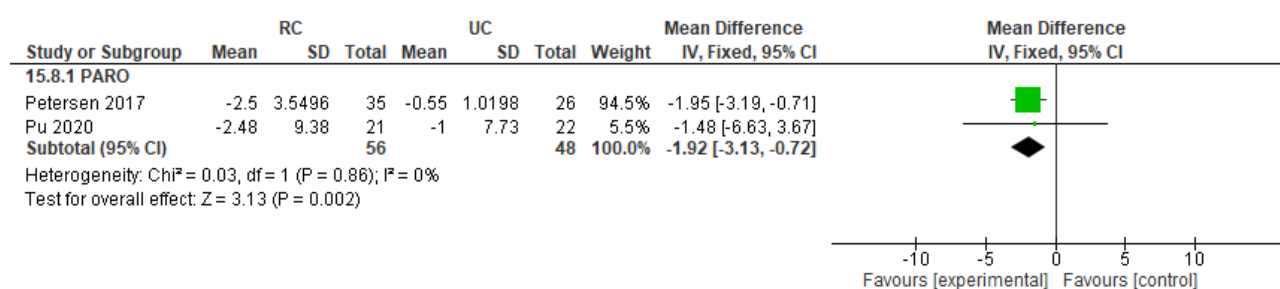 RC UC Mean Difference Mean Difference
Study or Subgroup Mean SD Total Mean SD Total Weight IV, Fixed, 95% CI IV, Fixed, 95% CI
15.8.1 PARO
Petersen 2017 -2.5 3.5496 35 -0.55 1.0198 26 94.5% -1.95 [-3.19, -0.71]
Pu 2020 -2.48 9.38 21 -1 7.73 22 5.5% -1.48 [-6.63, 3.67]
Subtotal (95% CI) 56 48 100.0% -1.92 [-3.13, -0.72]
Heterogeneity: Chi² = 0.03, df = 1 (P = 0.86); I² = 0%
Test for overall effect: Z = 3.13 (P = 0.002)
-10 -5 0 5 10
Favours [experimental] Favours [control]